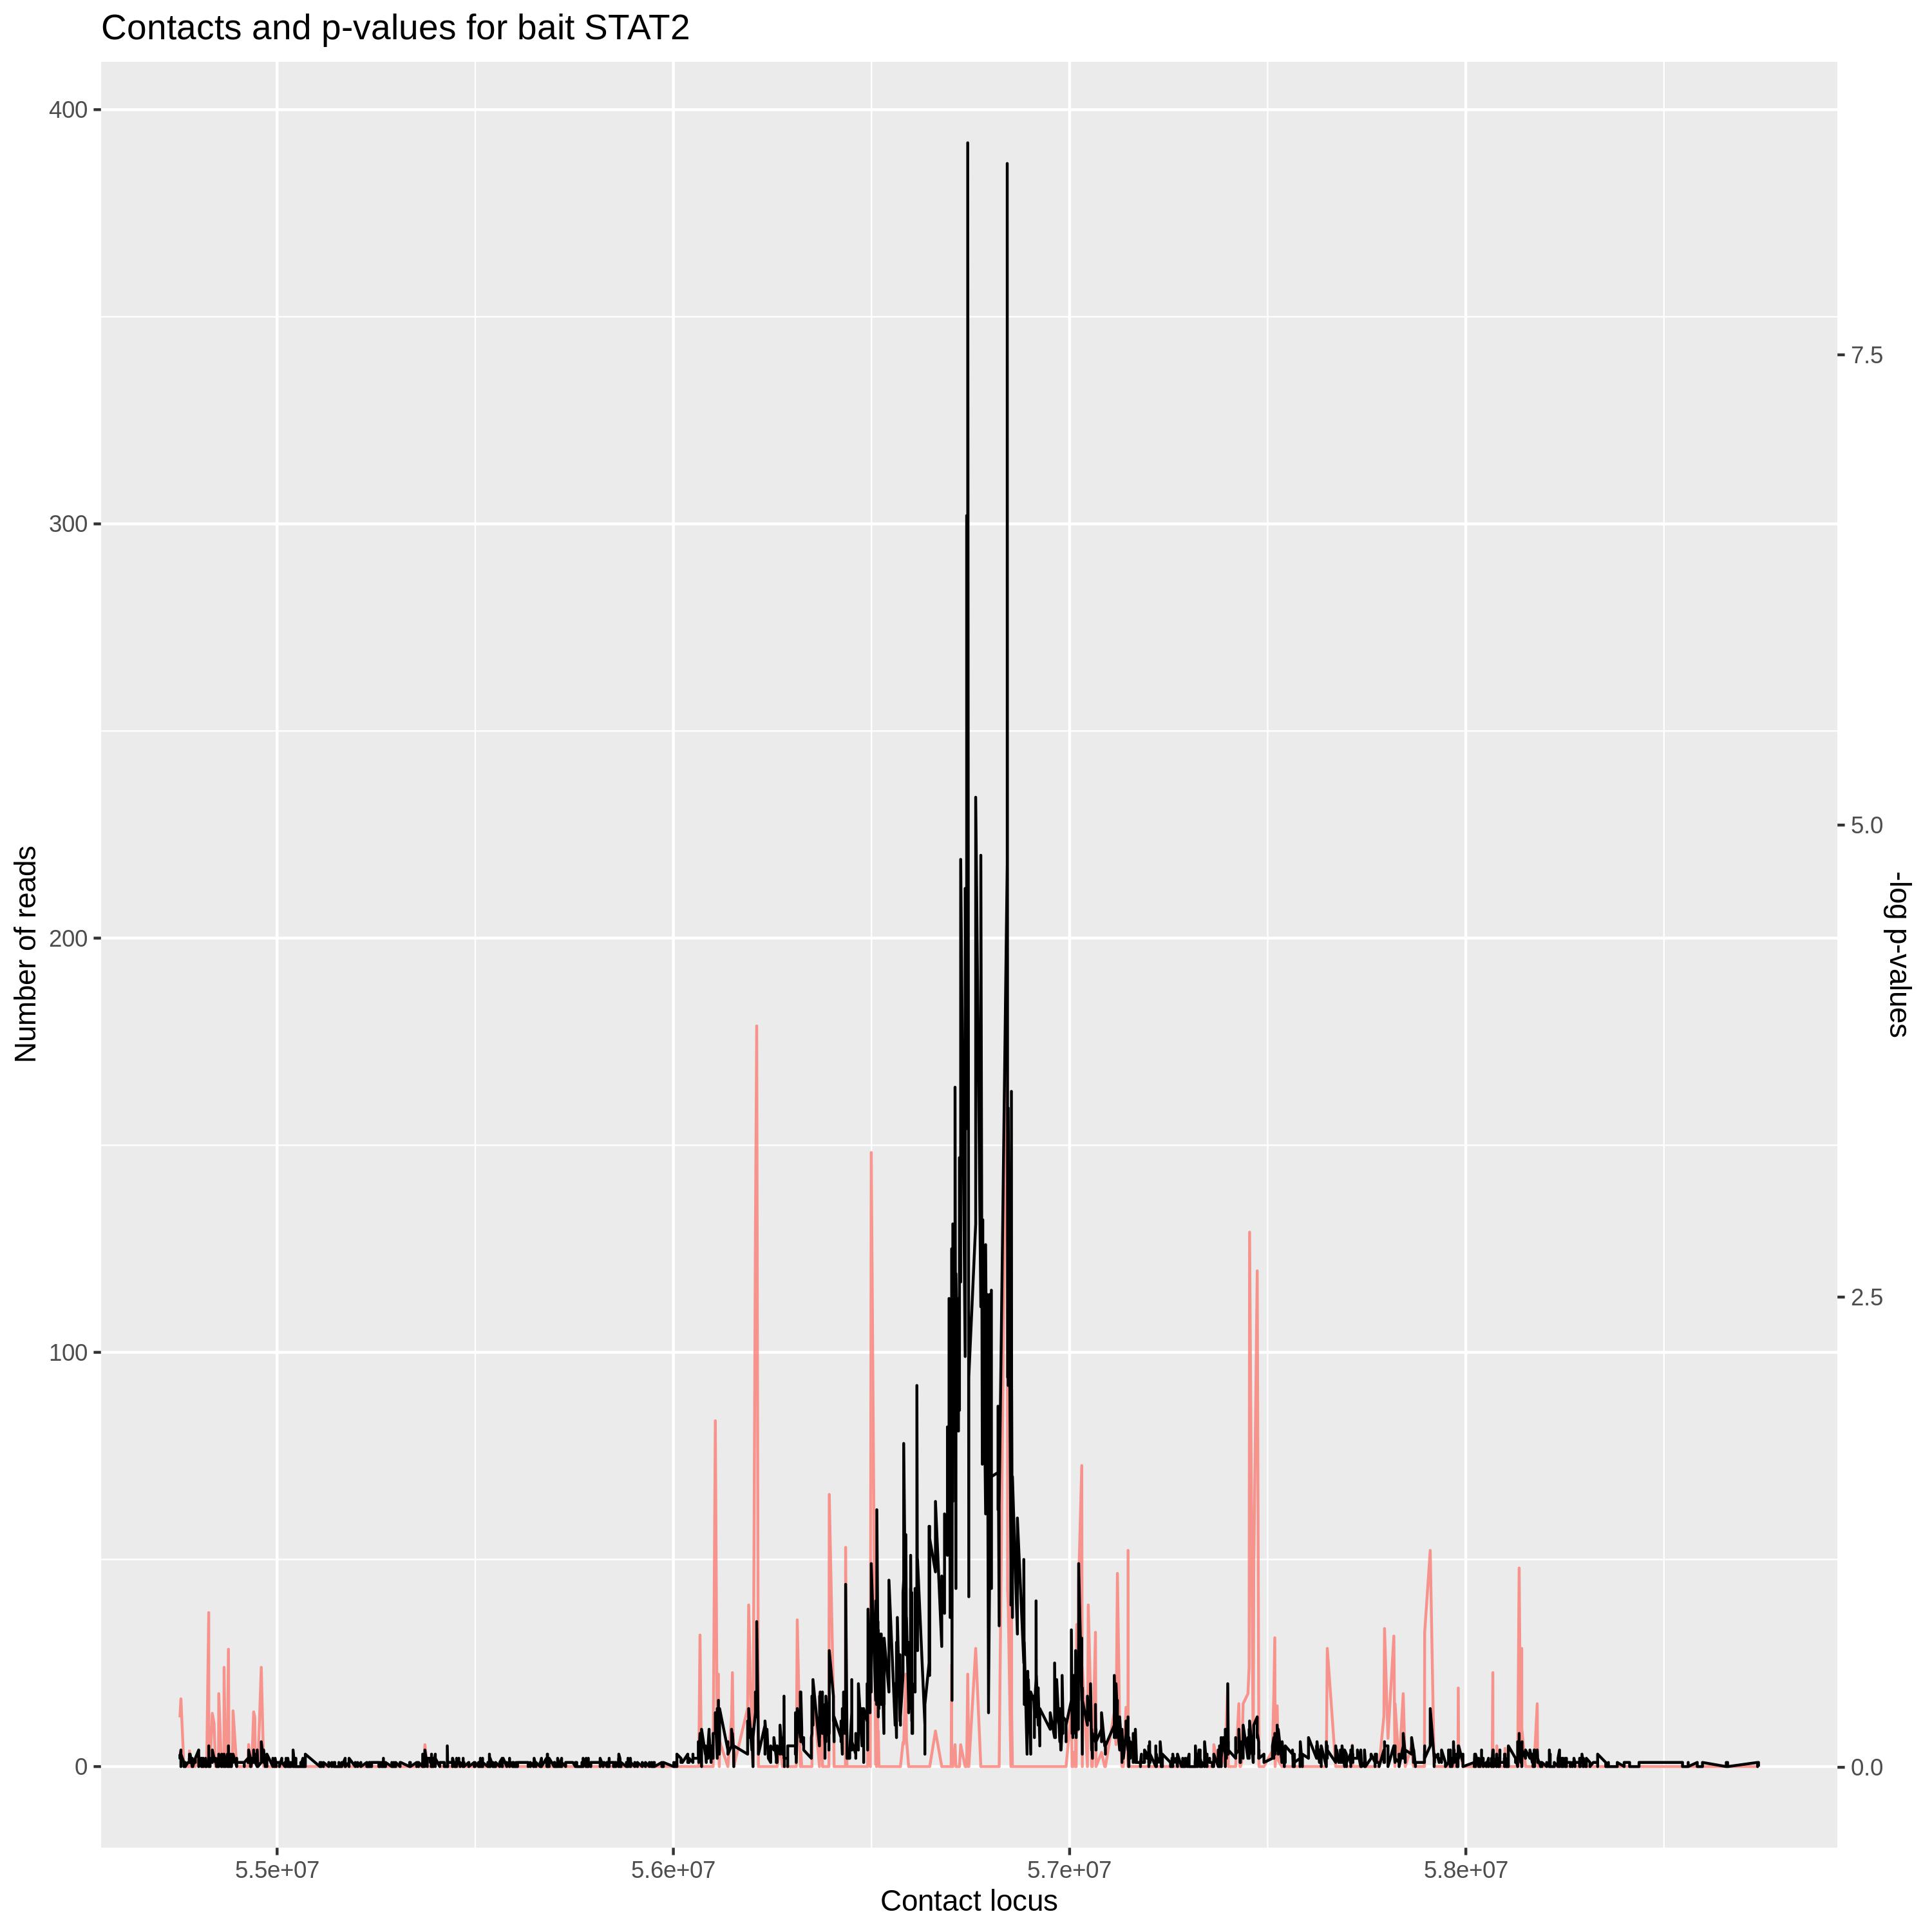 Contacts and p-values for bait STAT2
400
300
200
100
0
Number of reads
7.5
5.0
2.5
0.0
-log p-values
5.5e+07
5.6e+07
5.7e+07
5.8e+07
Contact locus